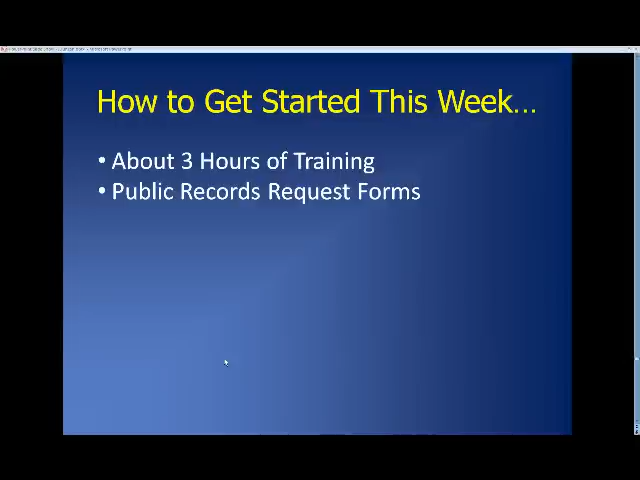 How to Get Started This Week...
• About 3 Hours of Training
• Public Records Request Forms